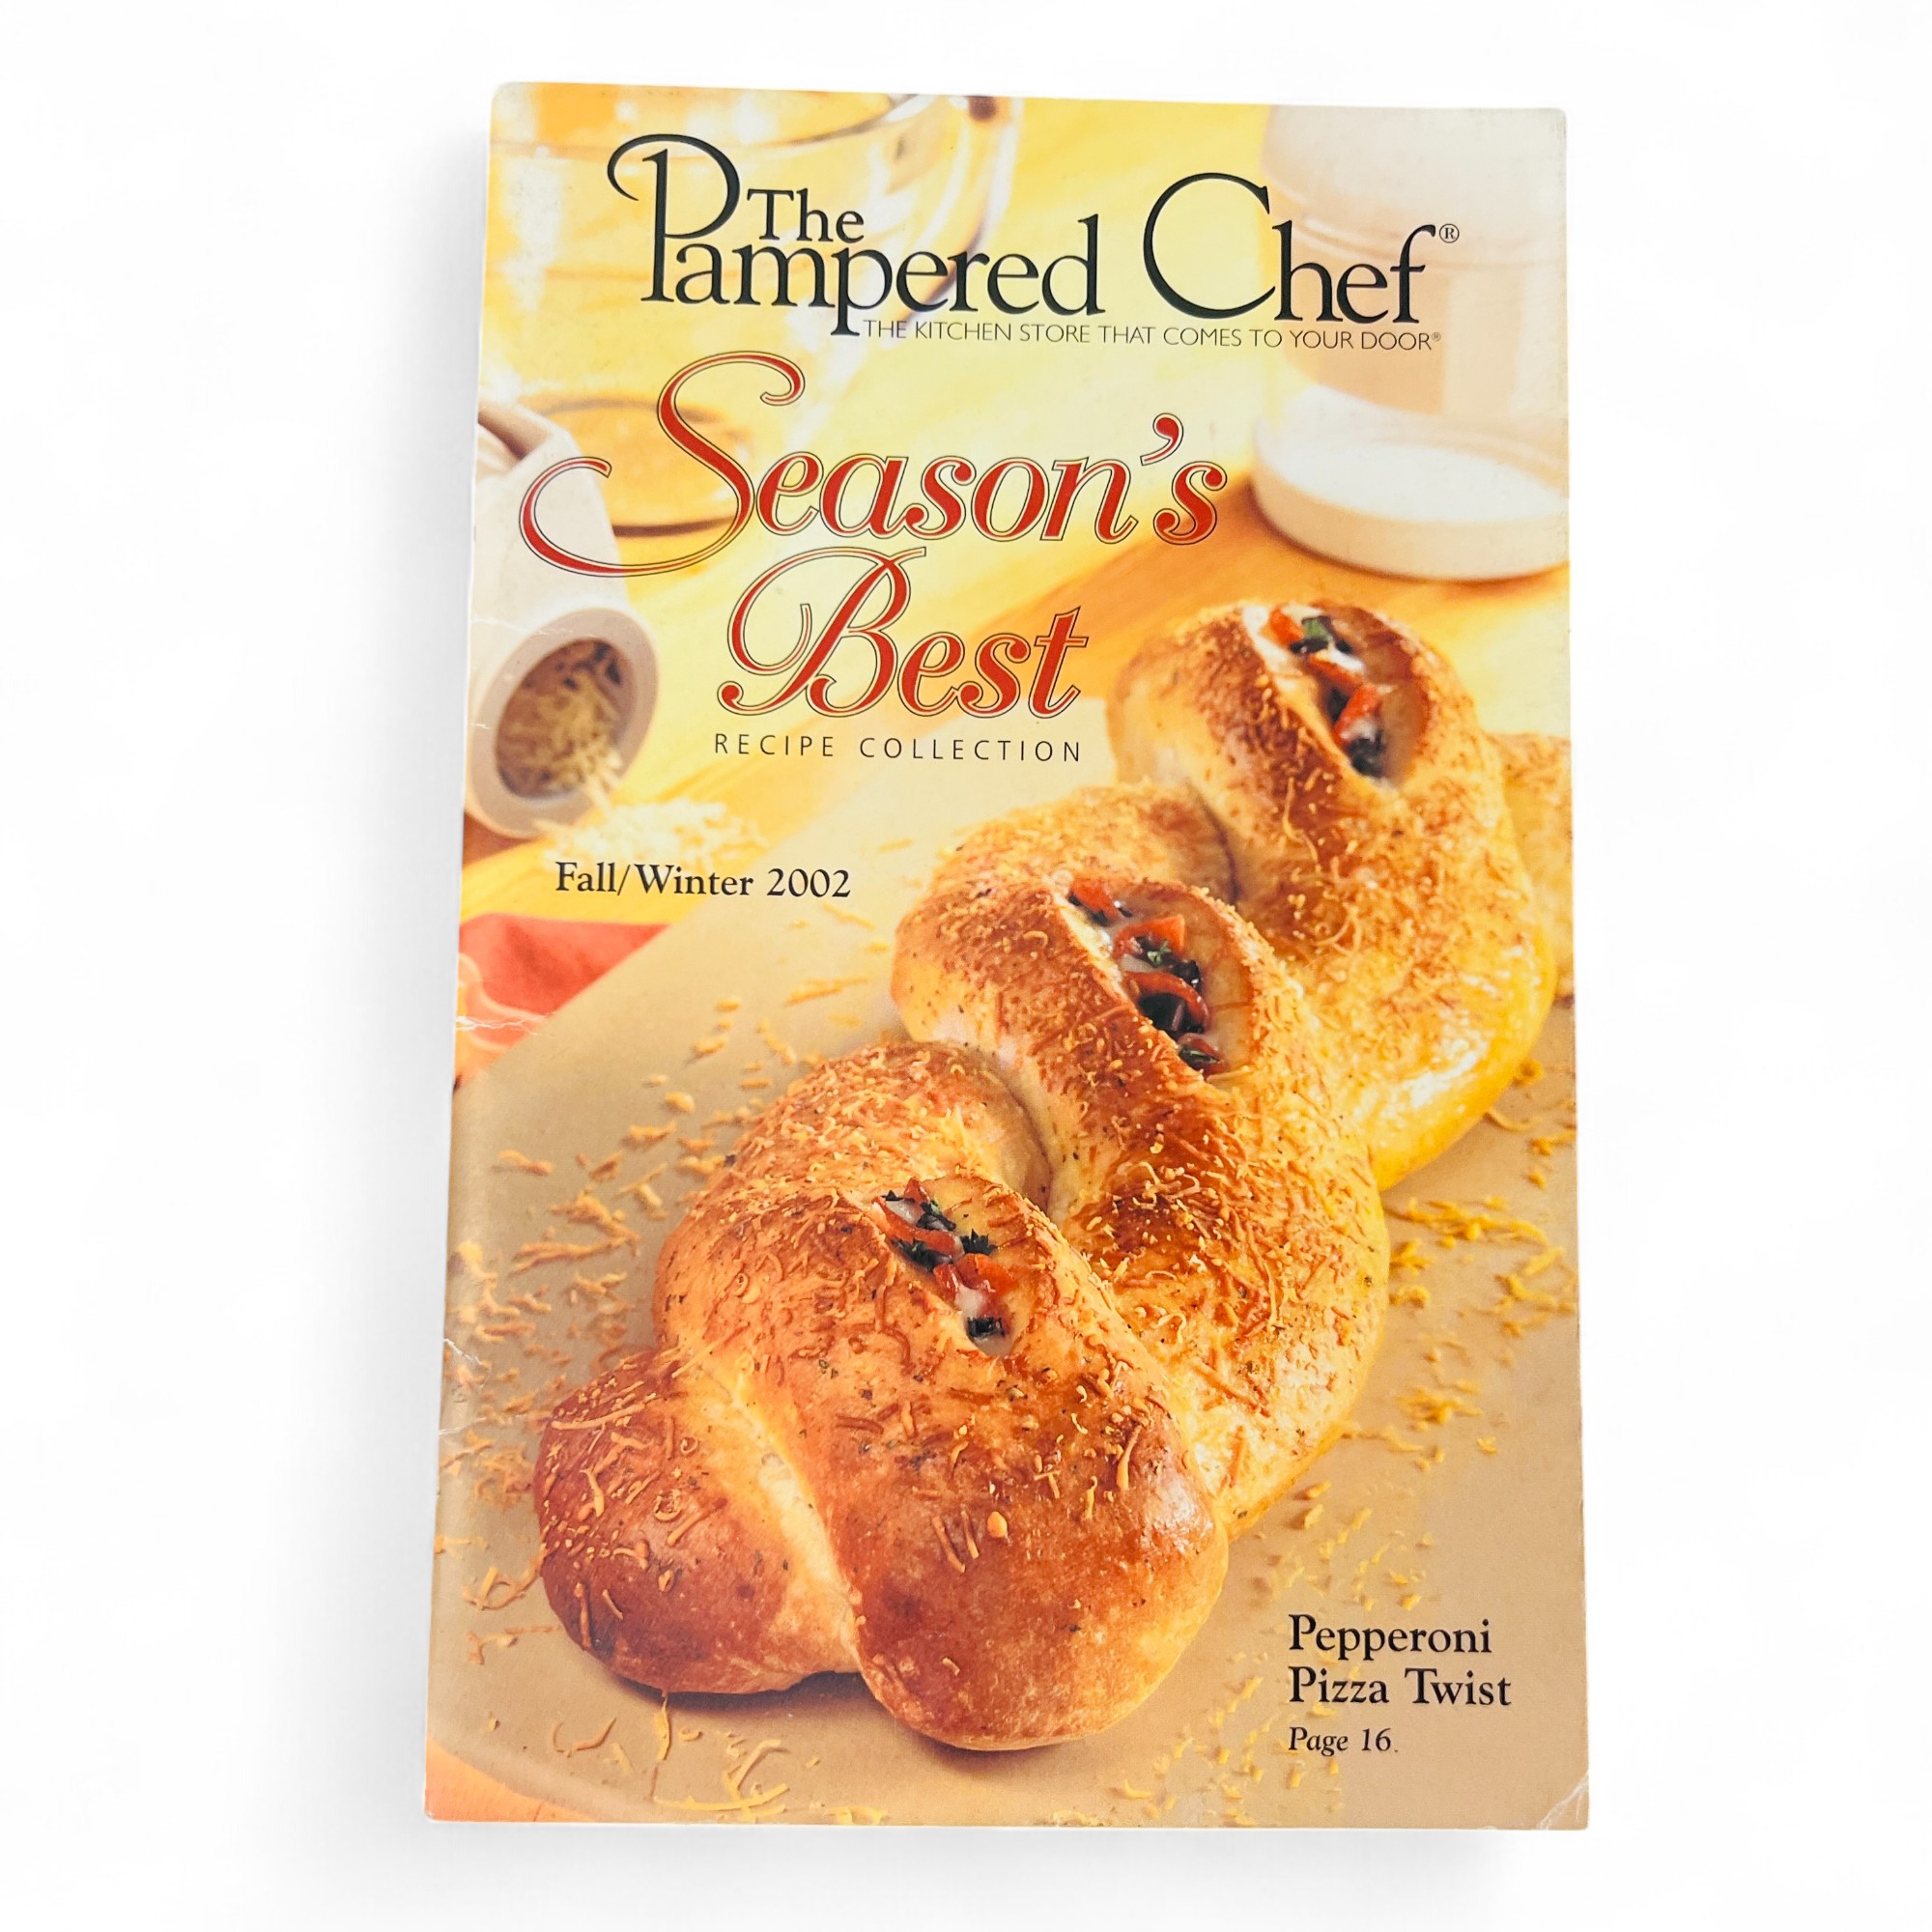 The
Pampered Chef®
THE KITCHEN STORE THAT COMES TO YOUR DOOR®
Season's
Best
RECIPE COLLECTION
Fall/Winter 2002
Pepperoni
Pizza Twist
Page 16.